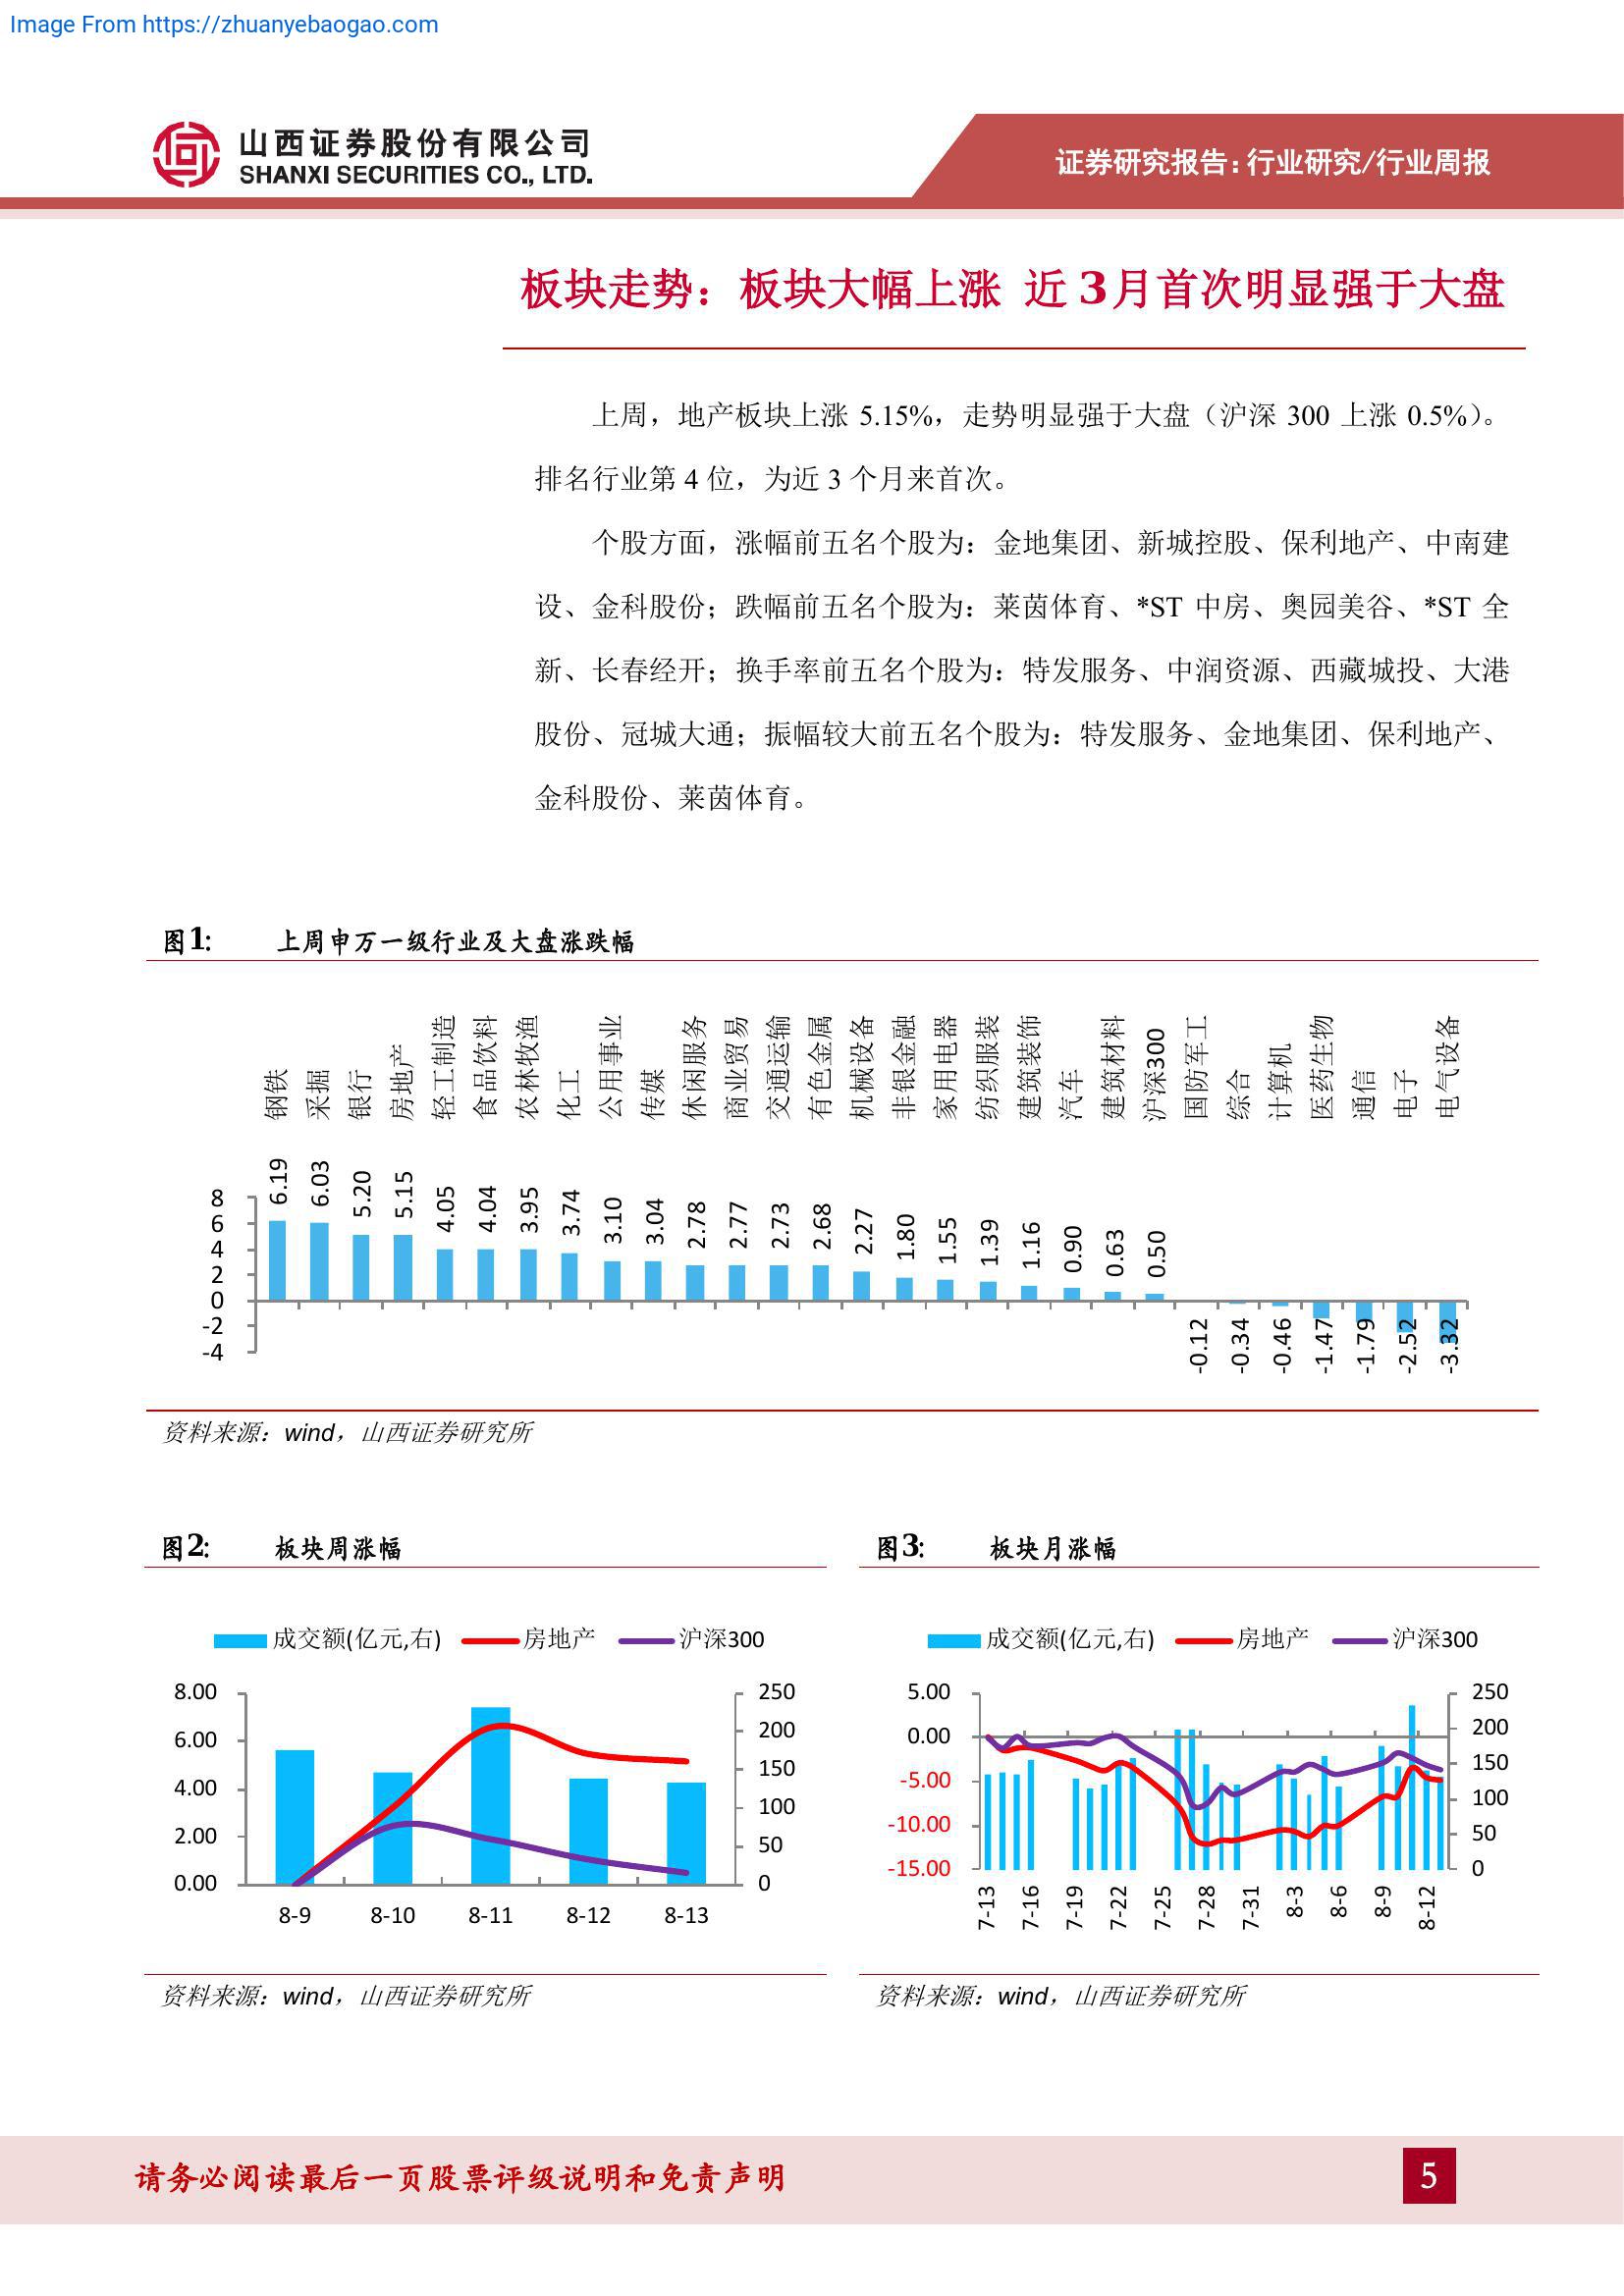 Image From https://zhuanyebaogao.com
山西证券股份有限公司
SHANXI SECURITIES CO., LTD.
证券研究报告:行业研究/行业周报
板块走势：板块大幅上涨 近3月首次明显强于大盘
上周，地产板块上涨 5.15%，走势明显强于大盘（沪深 300 上涨 0.5%）。
排名行业第 4 位，为近 3 个月来首次。
个股方面，涨幅前五名个股为：金地集团、新城控股、保利地产、中南建
设、金科股份；跌幅前五名个股为：莱茵体育、*ST 中房、奥园美谷、*ST 全
新、长春经开；换手率前五名个股为：特发服务、中润资源、西藏城投、大港
股份、冠城大通；振幅较大前五名个股为：特发服务、金地集团、保利地产、
金科股份、莱茵体育。
图1: 上周申万一级行业及大盘涨跌幅
钢铁 采掘 银行 房地产 轻工制造 食品饮料 农林牧渔 化工 公用事业 传媒 休闲服务 商业贸易 交通运输 有色金属 机械设备 非银金融 家用电器 纺织服装 建筑装饰 汽车 建筑材料 沪深300 国防军工 综合 计算机 医药生物 通信 电子 电气设备
6.19 6.03 5.20 5.15 4.05 4.04 3.95 3.74 3.10 3.04 2.78 2.77 2.73 2.68 2.27 1.80 1.55 1.39 1.16 0.90 0.63 0.50 -0.12 -0.34 -0.46 -1.47 -1.79 -2.52 -3.32
8
6
4
2
0
-2
-4
资料来源：wind，山西证券研究所
图2: 板块周涨幅
成交额(亿元,右) 房地产 沪深300
8.00 250
6.00 200
4.00 150
2.00 100
0.00 50
0
8-9 8-10 8-11 8-12 8-13
资料来源：wind，山西证券研究所
图3: 板块月涨幅
成交额(亿元,右) 房地产 沪深300
5.00 250
0.00 200
-5.00 150
-10.00 100
-15.00 50
0
7-13 7-16 7-19 7-22 7-25 7-28 7-31 8-3 8-6 8-9 8-12
资料来源：wind，山西证券研究所
请务必阅读最后一页股票评级说明和免责声明
5